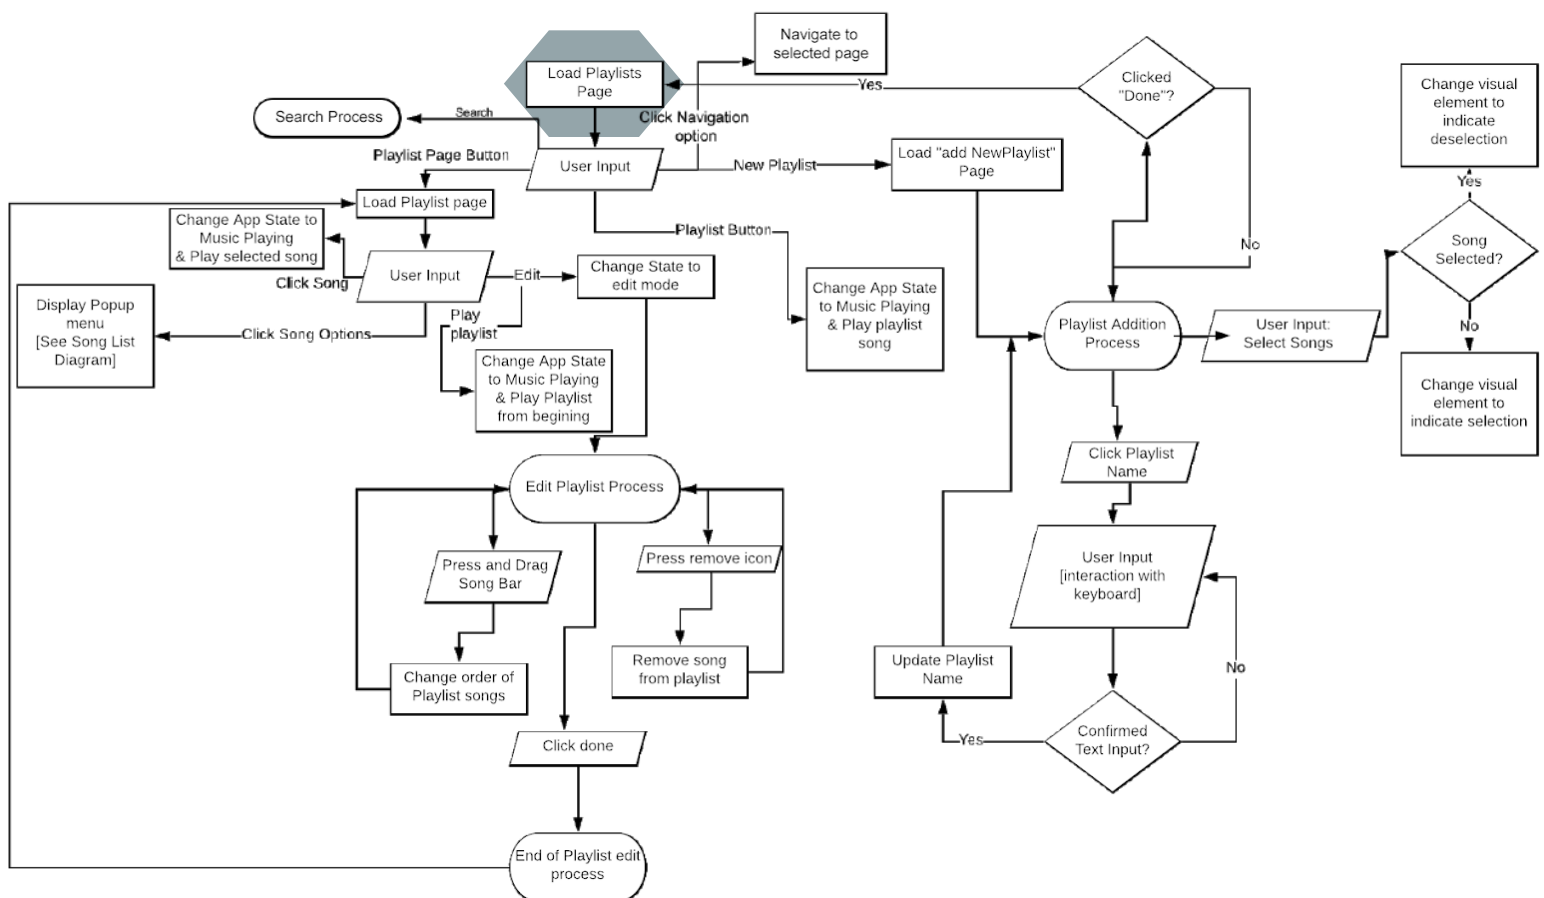 Navigate to
selected page
Load Playlists
Page
Yes
Clicked
"Done"?
Change visual
element to
indicate
deselection
Search Process
Search
Click Navigation
option
Playlist Page Button
User Input
New Playlist
Load "add NewPlaylist"
Page
Yes
Load Playlist page
Change App State to
Music Playing
& Play selected song
Playlist Button
No
Song
Selected?
User Input
Edit
Change State to
edit mode
Click Song
Change App State
to Music Playing
& Play playlist
song
Display Popup
menu
[See Song List
Diagram]
Click Song Options
Play
playlist
Playlist Addition
Process
User Input:
Select Songs
No
Change App State
to Music Playing
& Play Playlist
from begining
Change visual
element to
indicate selection
Click Playlist
Name
Edit Playlist Process
Press and Drag
Song Bar
Press remove icon
User Input
[interaction with
keyboard]
Change order of
Playlist songs
Remove song
from playlist
Update Playlist
Name
No
Click done
Yes
Confirmed
Text Input?
End of Playlist edit
process